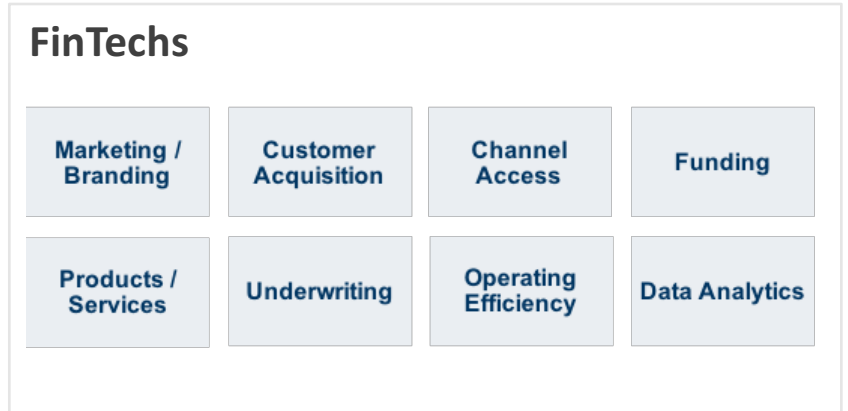 FinTechs
Marketing /
Branding
Customer
Acquisition
Channel
Access
Funding
Products /
Services
Underwriting
Operating
Efficiency
Data Analytics